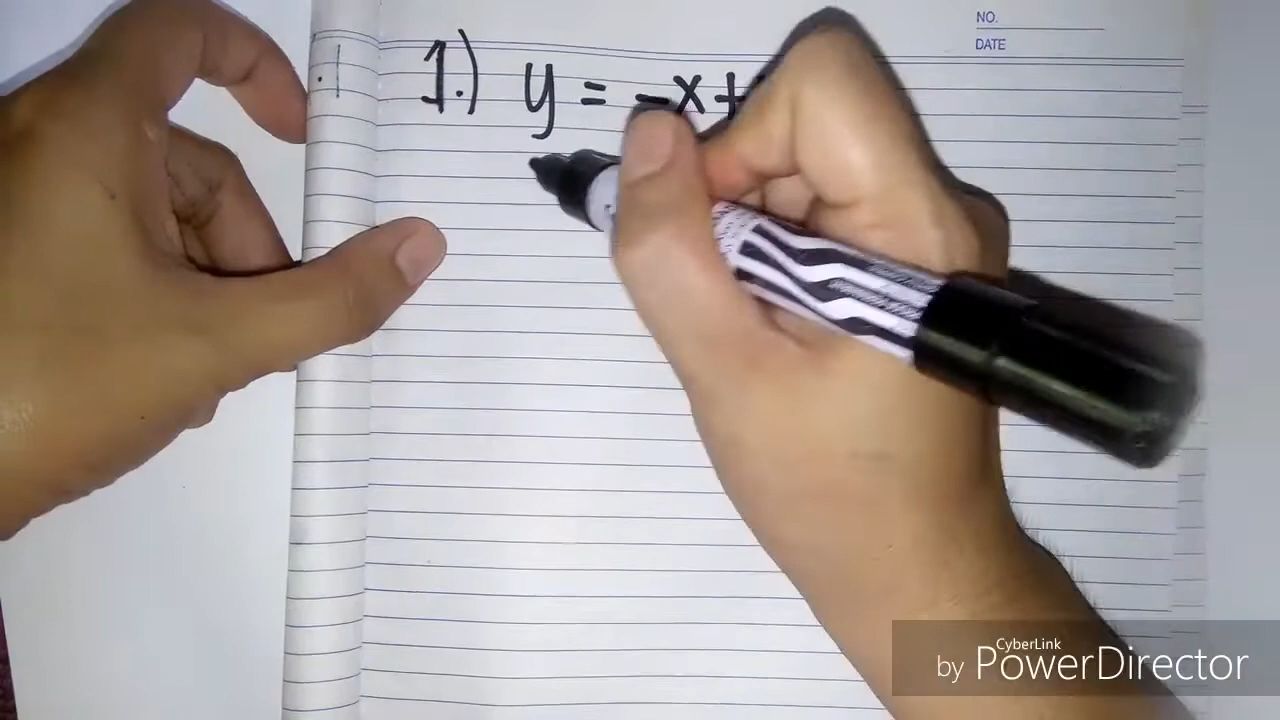 NO.
DATE
1.) y = -x+
CyberLink
by PowerDirector